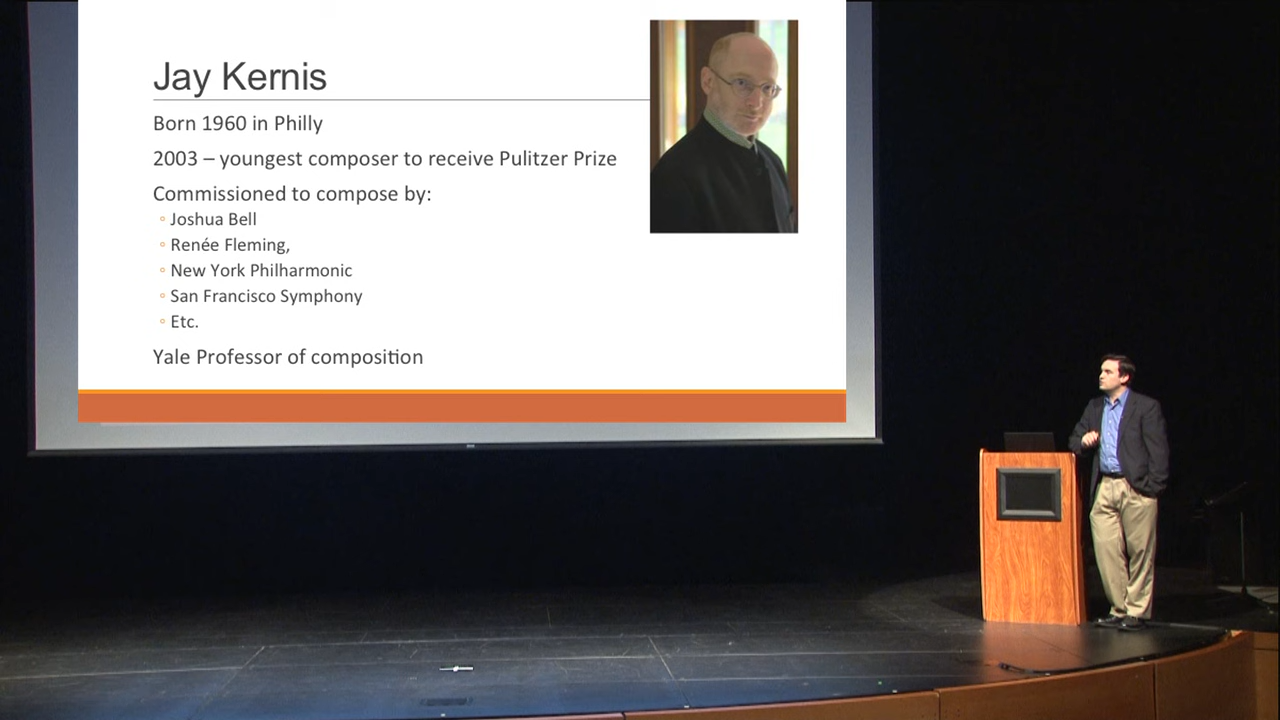 Jay Kernis
Born 1960 in Philly
2003 – youngest composer to receive Pulitzer Prize
Commissioned to compose by:
◦ Joshua Bell
◦ Renée Fleming,
◦ New York Philharmonic
◦ San Francisco Symphony
◦ Etc.
Yale Professor of composition